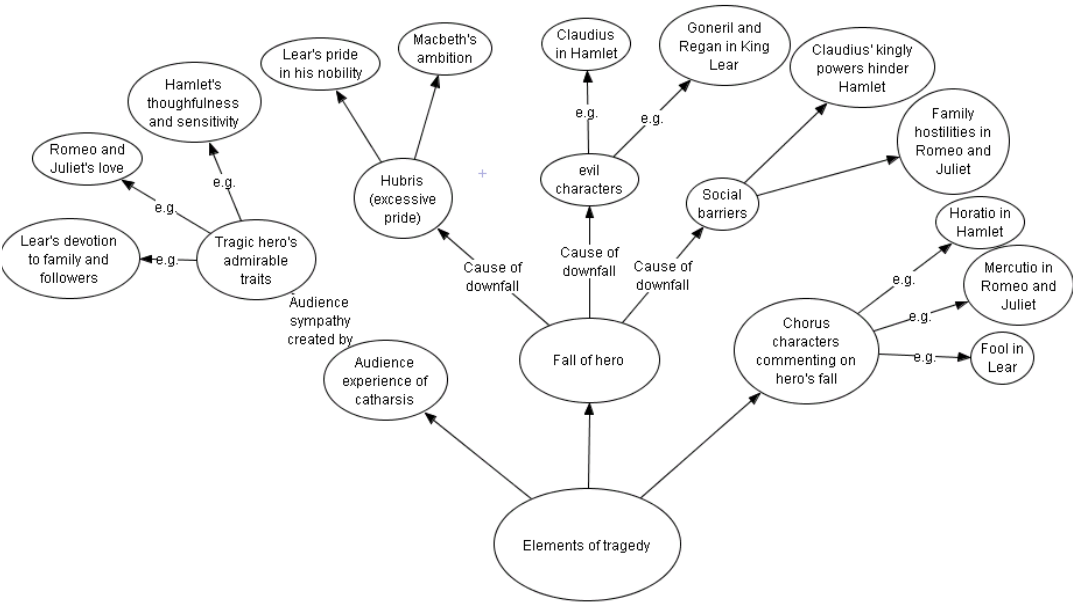 Lear's pride
in his nobility
Macbeth's
ambition
Claudius
in Hamlet
Goneril and
Regan in King
Lear
Claudius' kingly
powers hinder
Hamlet
Hamlet's
thoughtfulness
and sensitivity
Romeo and
Juliet's love
Family
hostilities in
Romeo and
Juliet
e.g.
e.g.
e.g.
e.g.
e.g.
Hubris
(excessive
pride)
evil
characters
Social
barriers
Lear's devotion
to family and
followers
Tragic hero's
admirable
traits
Cause of
downfall
Cause of
downfall
Cause of
downfall
Horatio in
Hamlet
Mercutio in
Romeo and
Juliet
Fool in
Lear
e.g.
e.g.
e.g.
Audience
sympathy
created by
Audience
experience of
catharsis
Fall of hero
Chorus
characters
commenting on
hero's fall
Elements of tragedy